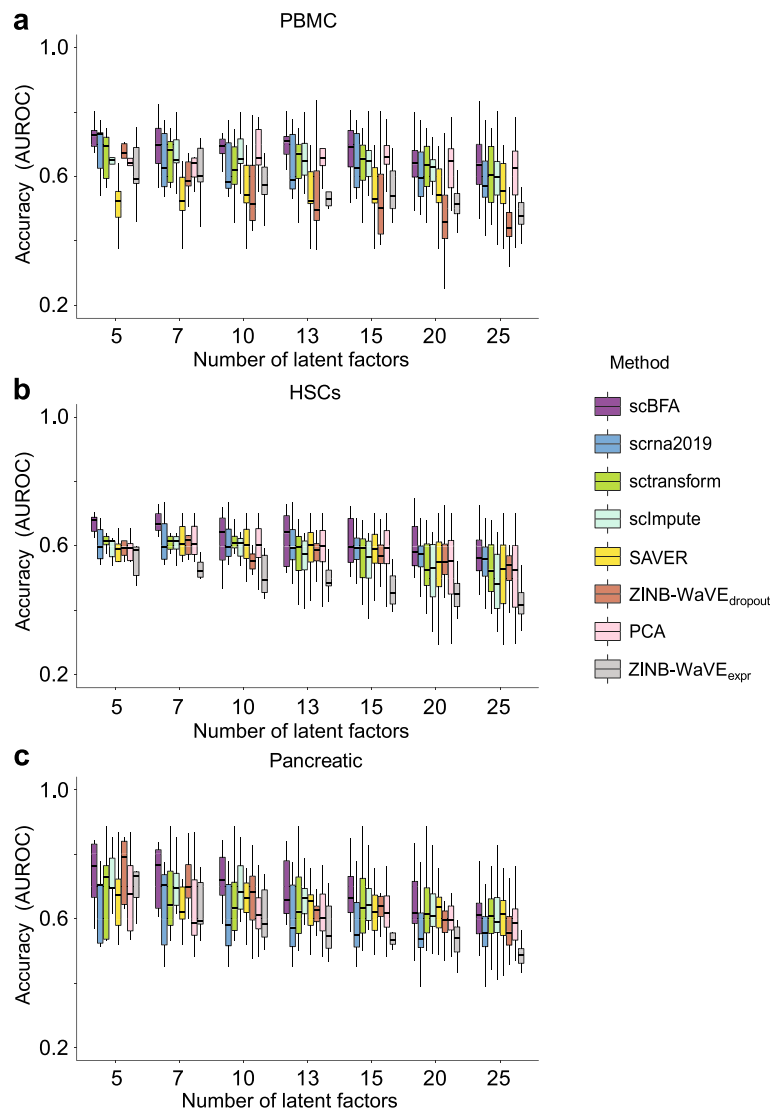 a
PBMC
1.0
0.6
0.2
Accuracy (AUROC)
5 7 10 13 15 20 25
Number of latent factors
b
HSCs
1.0
0.6
0.2
Accuracy (AUROC)
5 7 10 13 15 20 25
Number of latent factors
c
Pancreatic
1.0
0.6
0.2
Accuracy (AUROC)
5 7 10 13 15 20 25
Number of latent factors
Method
scBFA
scrna2019
sctransform
scImpute
SAVER
ZINB-WaVEdropout
PCA
ZINB-WaVEexpr